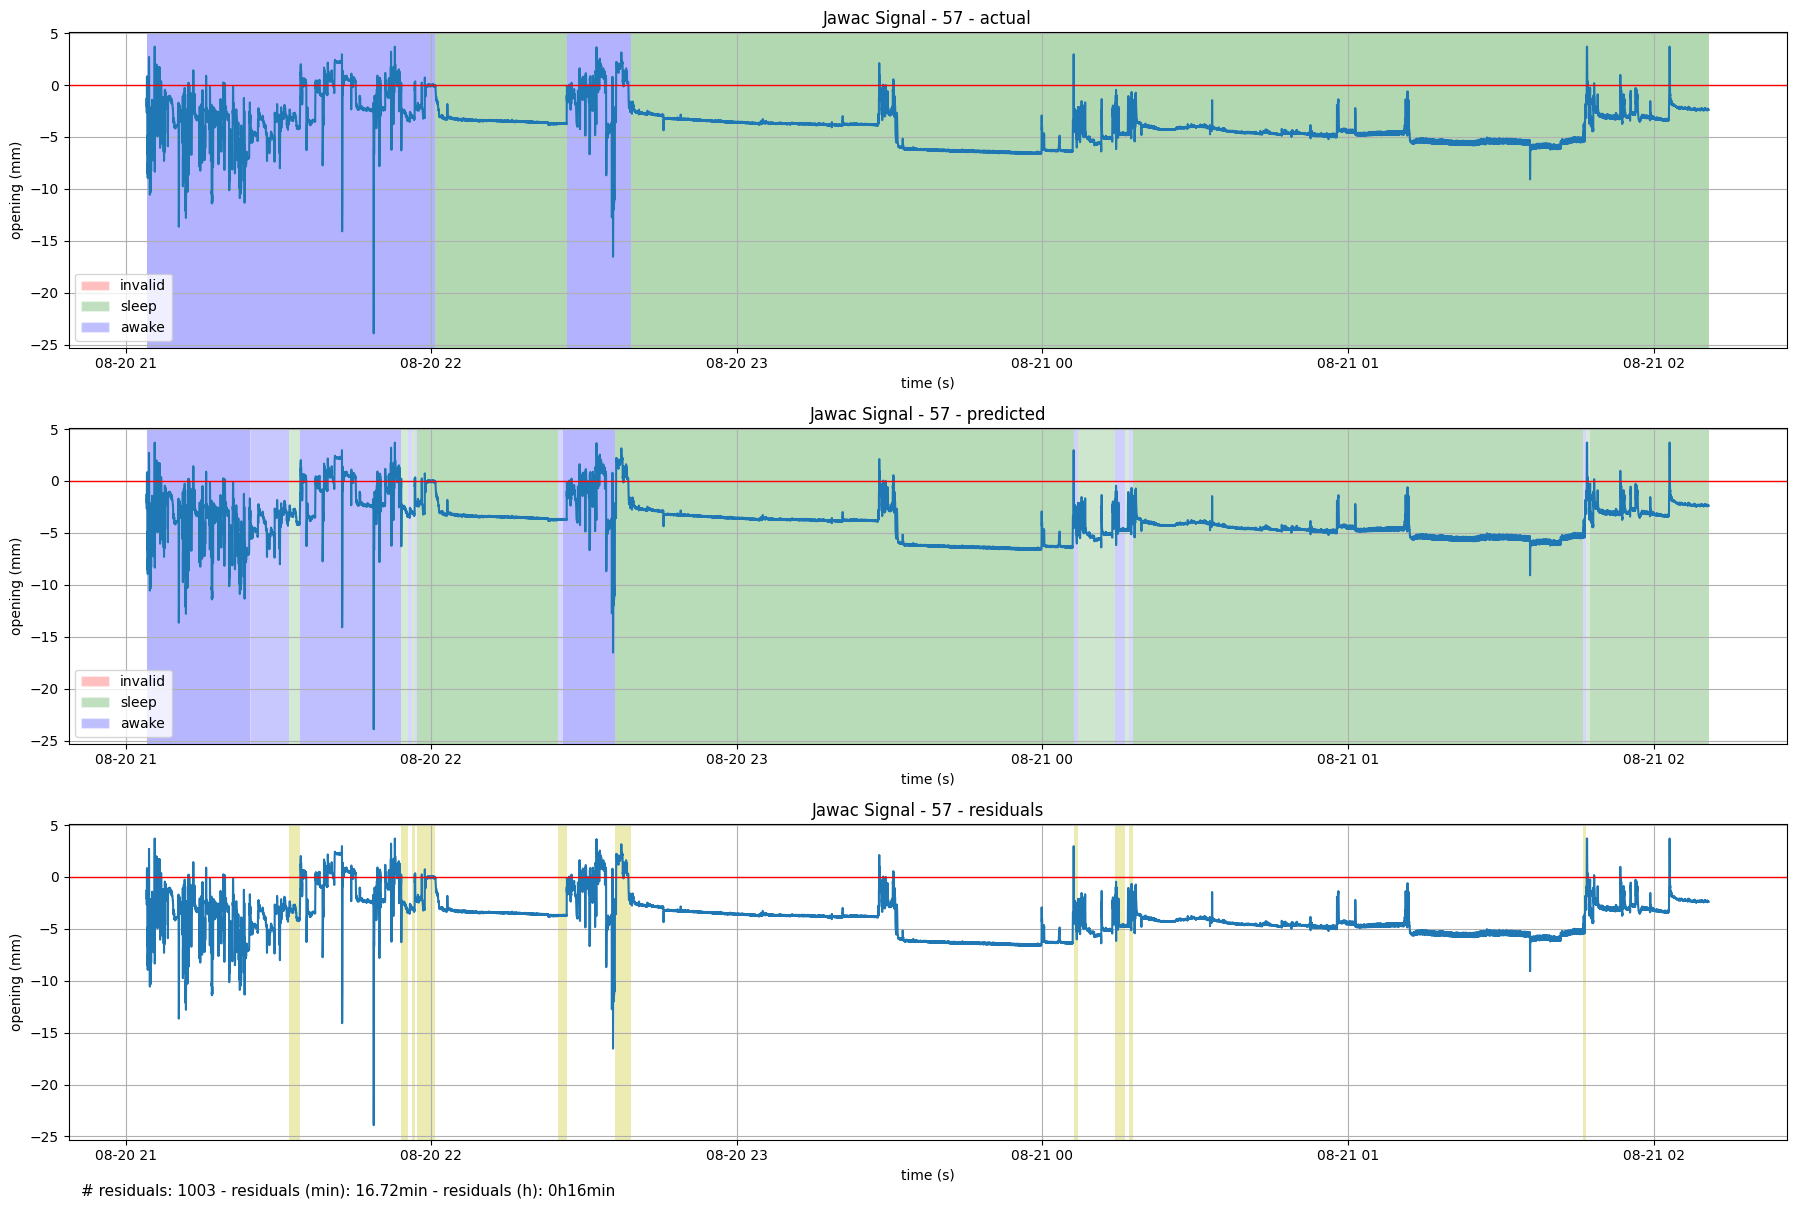 Jawac Signal - 57 - actual
5
0
−5
−10
−15
−20
−25
opening (mm)
invalid
sleep
awake
08-20 21
08-20 22
08-20 23
08-21 00
08-21 01
08-21 02
time (s)
Jawac Signal - 57 - predicted
5
0
−5
−10
−15
−20
−25
opening (mm)
invalid
sleep
awake
08-20 21
08-20 22
08-20 23
08-21 00
08-21 01
08-21 02
time (s)
Jawac Signal - 57 - residuals
5
0
−5
−10
−15
−20
−25
opening (mm)
08-20 21
08-20 22
08-20 23
08-21 00
08-21 01
08-21 02
time (s)
# residuals: 1003 - residuals (min): 16.72min - residuals (h): 0h16min